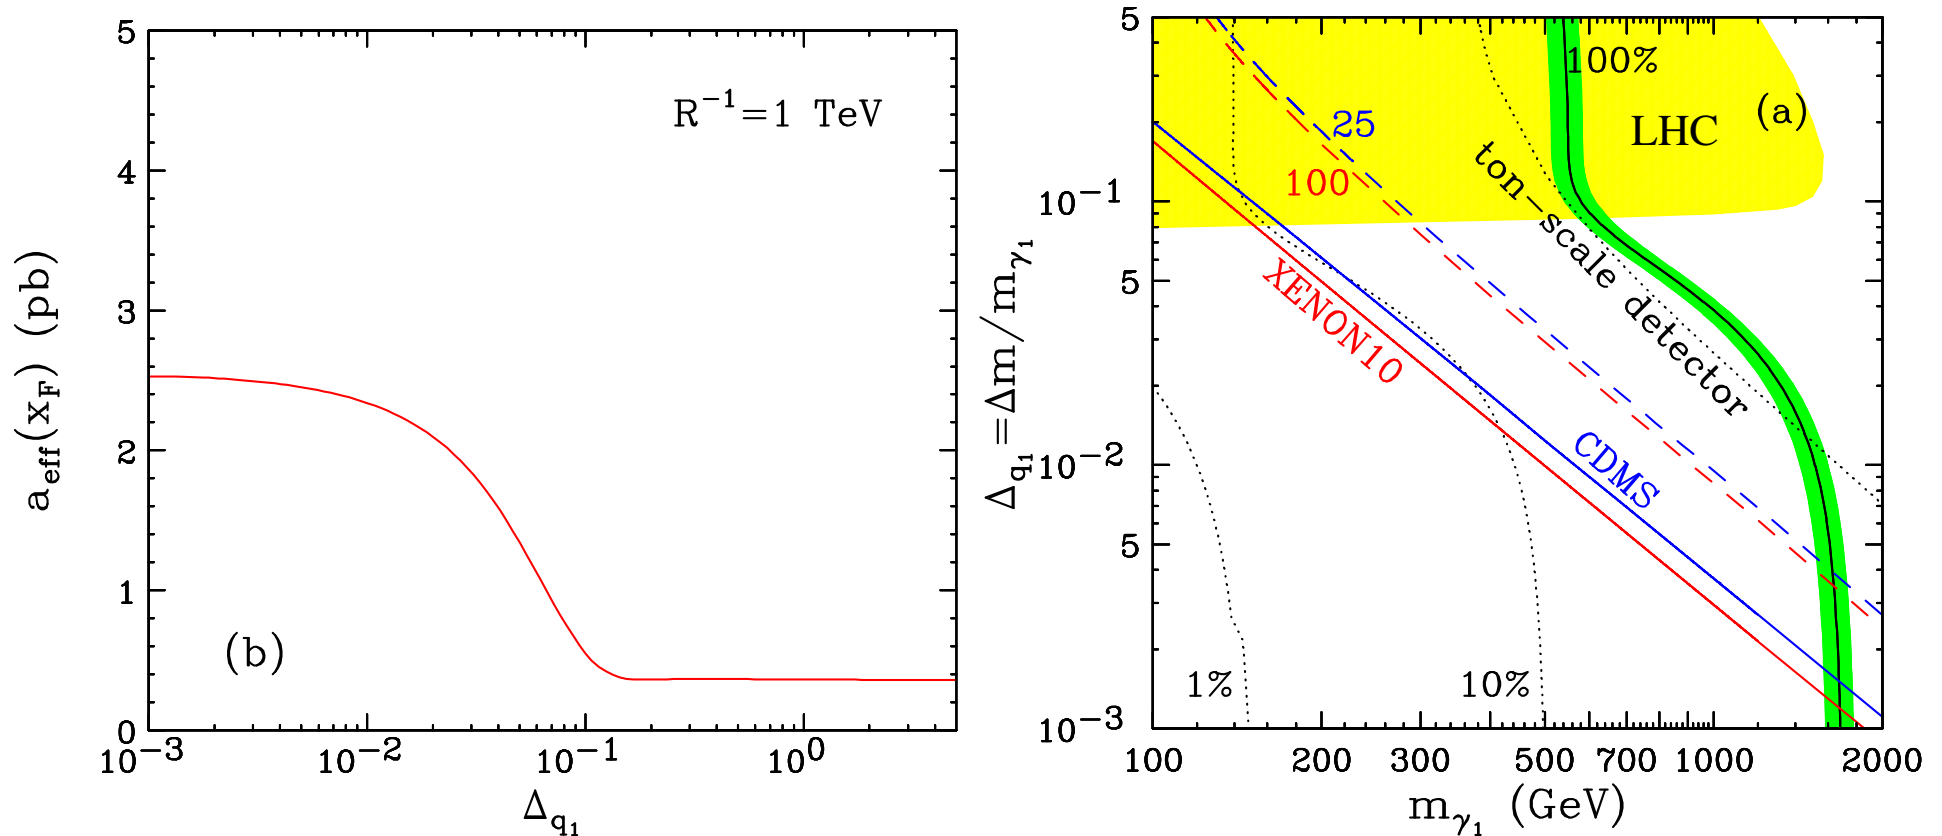 R⁻¹=1 TeV
(b)
a_eff(x_F) (pb)
5
4
3
2
1
0
10⁻³ 10⁻² 10⁻¹ 10⁰
Δ_q₁
100%
(a)
LHC
25
100
ton-scale detector
XENON10
CDMS
1%
10%
Δ_q₁=Δm/m_γ₁
5
10⁻¹
5
10⁻²
5
10⁻³
100 200 300 500 700 1000 2000
m_γ₁ (GeV)